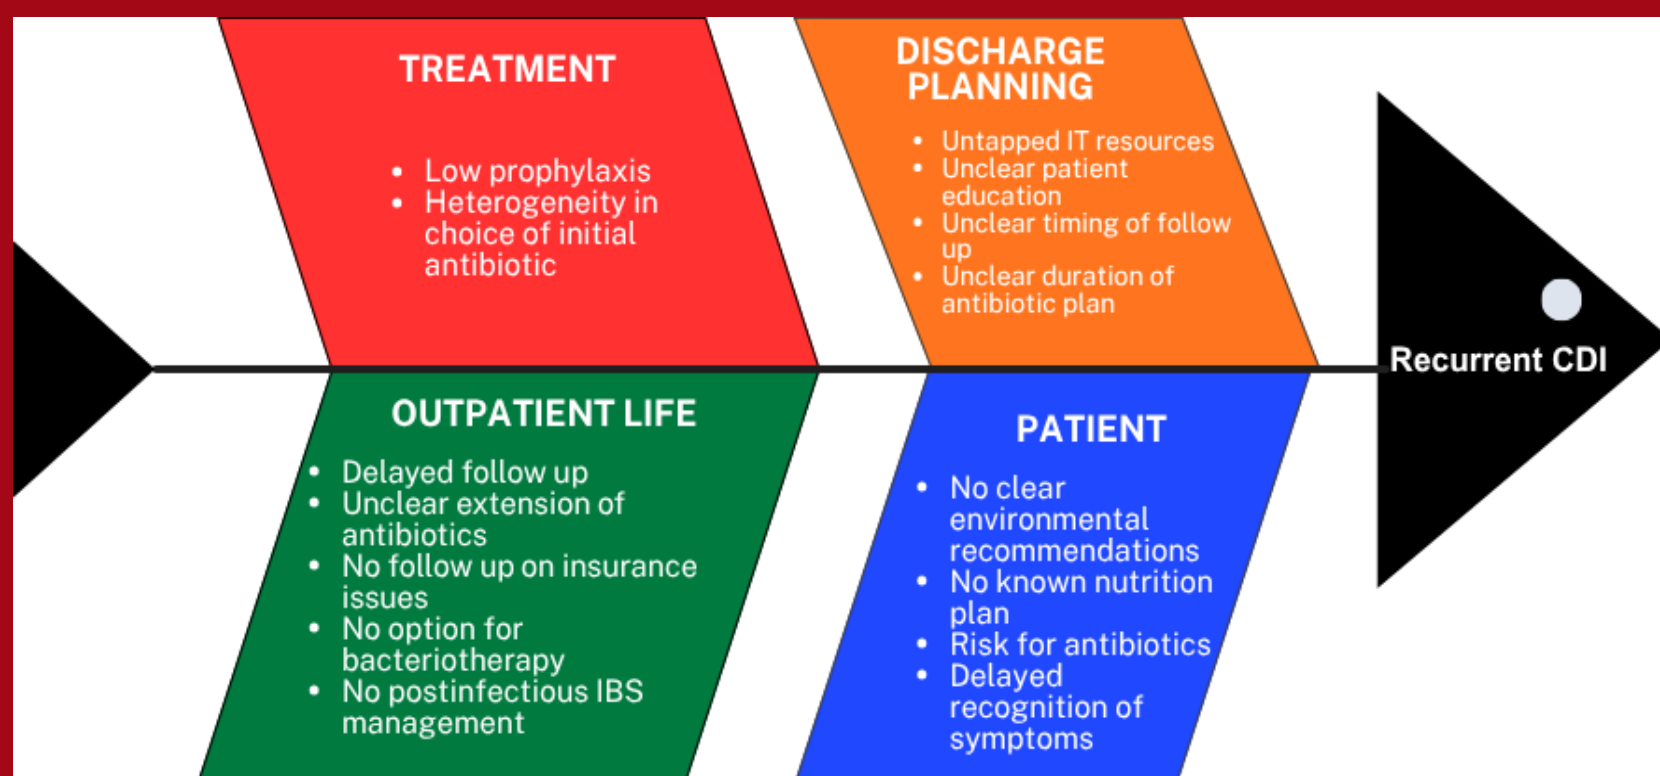 TREATMENT
• Low prophylaxis
• Heterogeneity in
choice of initial
antibiotic
DISCHARGE
PLANNING
• Untapped IT resources
• Unclear patient
education
• Unclear timing of follow
up
• Unclear duration of
antibiotic plan
Recurrent CDI
OUTPATIENT LIFE
• Delayed follow up
• Unclear extension of
antibiotics
• No follow up on insurance
issues
• No option for
bacteriotherapy
• No postinfectious IBS
management
PATIENT
• No clear
environmental
recommendations
• No known nutrition
plan
• Risk for antibiotics
• Delayed
recognition of
symptoms